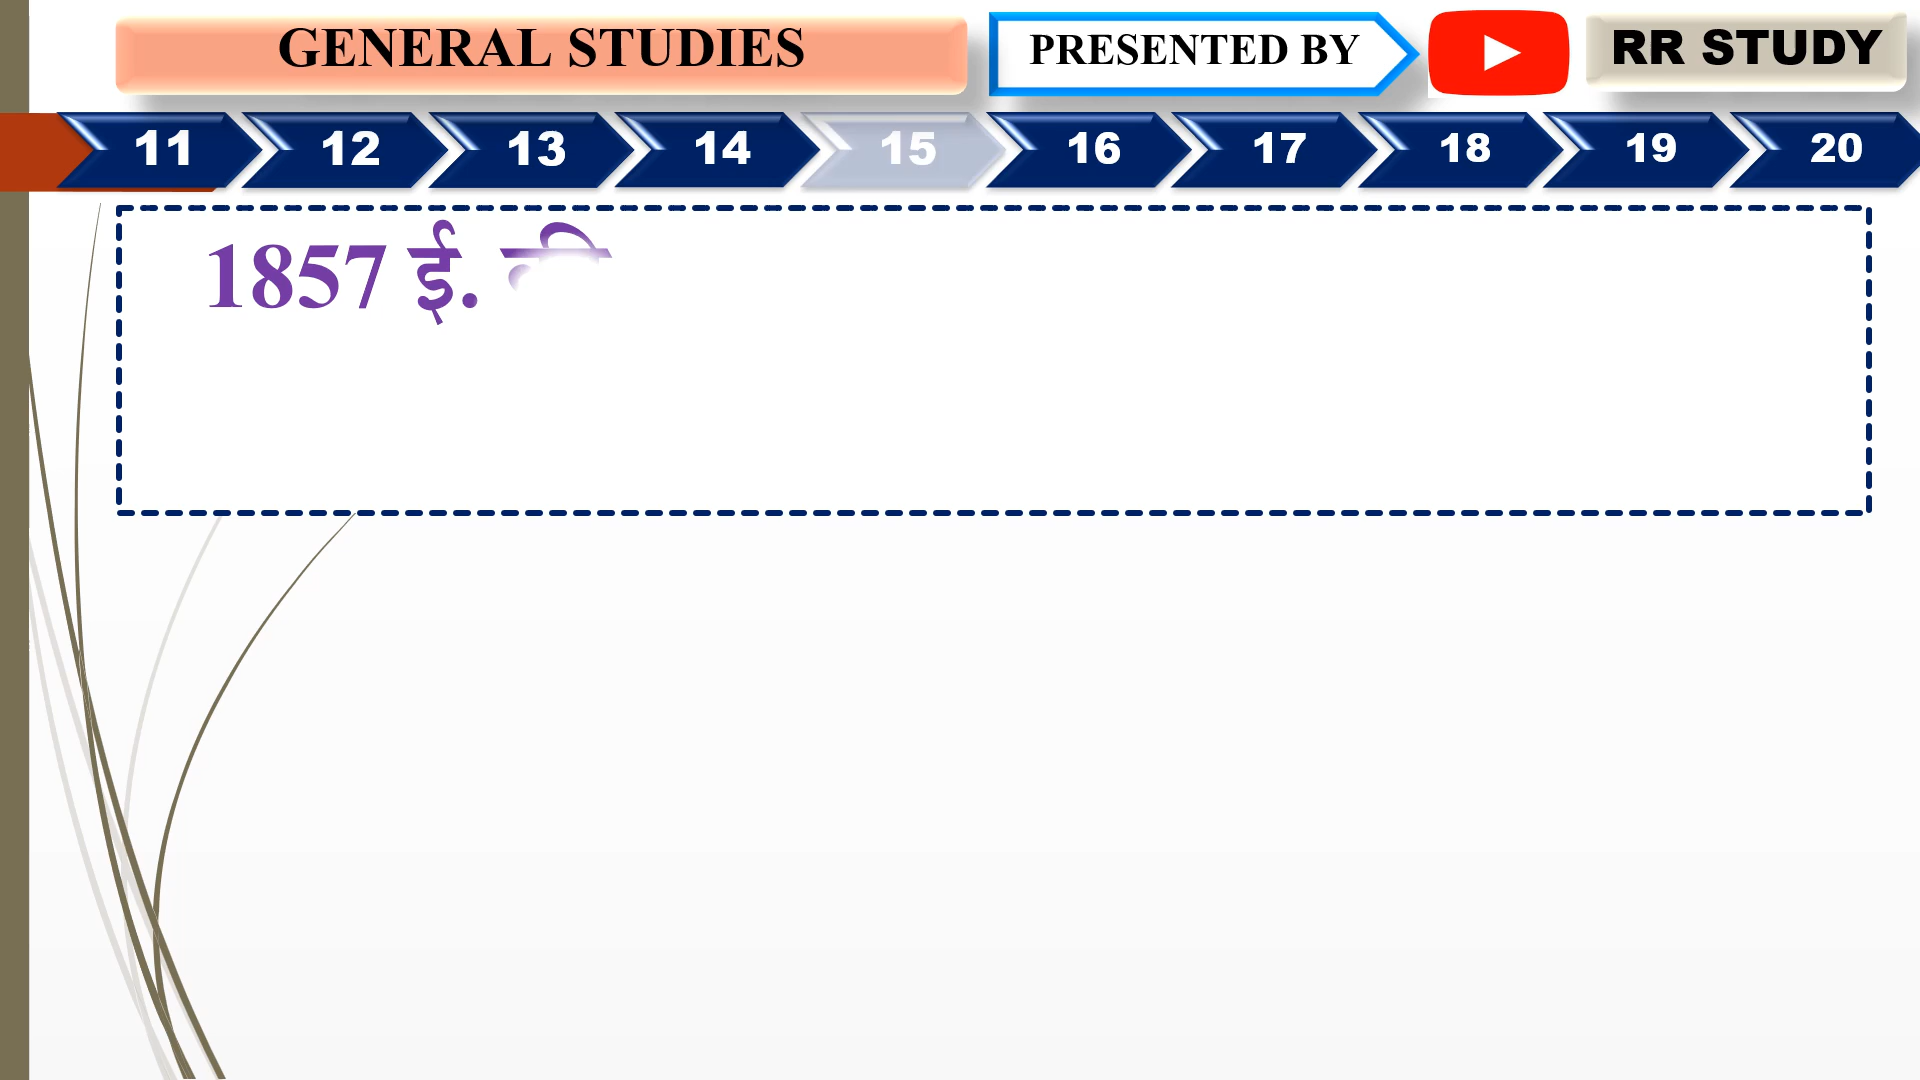 GENERAL STUDIES
PRESENTED BY
RR STUDY
11 12 13 14 15 16 17 18 19 20
1857 ई.